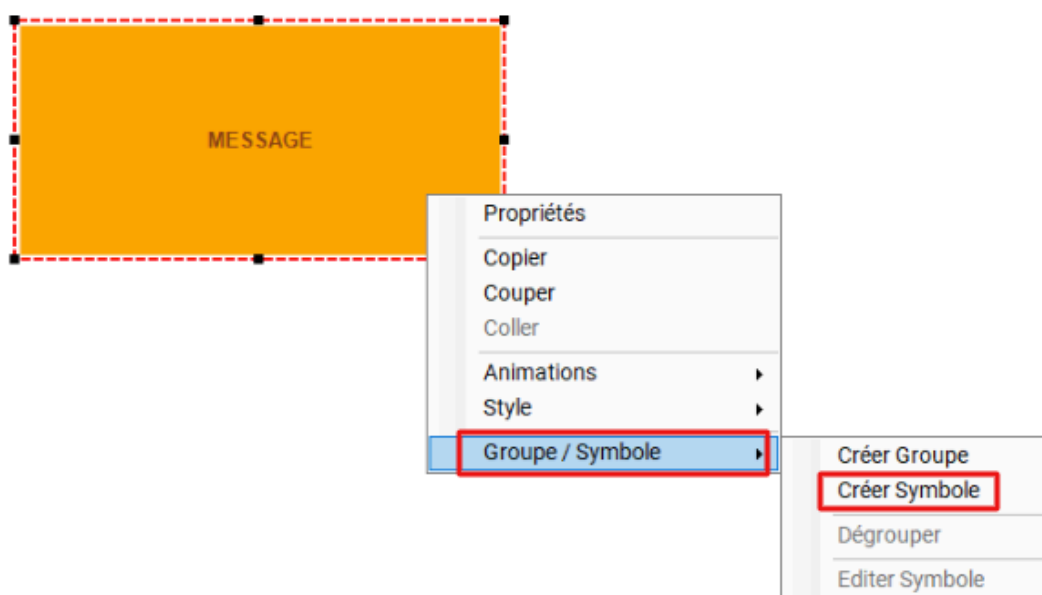 MESSAGE
Propriétés
Copier
Couper
Coller
Animations
Style
Groupe / Symbole
Créer Groupe
Créer Symbole
Dégrouper
Editer Symbole